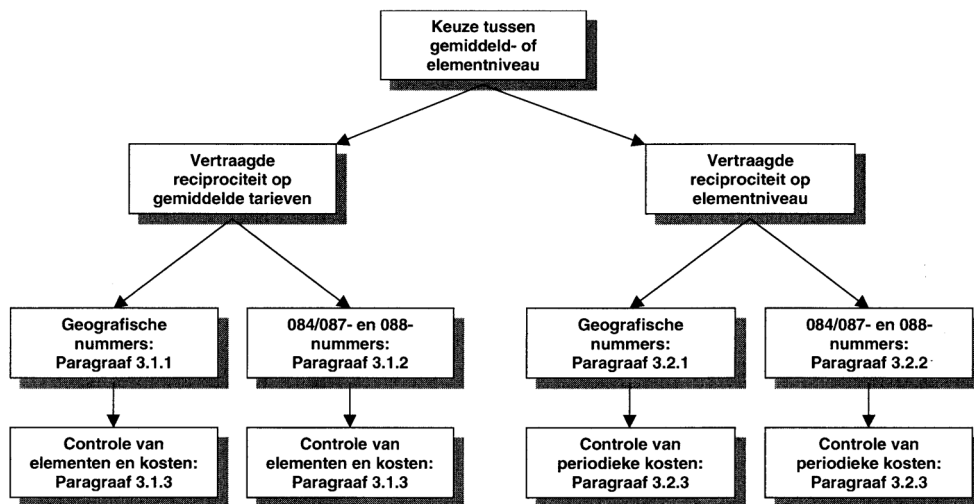 Keuze tussen
gemiddeld- of
elementniveau
Vertraagde
reciprociteit op
gemiddelde tarieven
Vertraagde
reciprociteit op
elementniveau
Geografische
nummers:
Paragraaf 3.1.1
084/087- en 088-
nummers:
Paragraaf 3.1.2
Geografische
nummers:
Paragraaf 3.2.1
084/087- en 088-
nummers:
Paragraaf 3.2.2
Controle van
elementen en kosten:
Paragraaf 3.1.3
Controle van
elementen en kosten:
Paragraaf 3.1.3
Controle van
periodieke kosten:
Paragraaf 3.2.3
Controle van
periodieke kosten:
Paragraaf 3.2.3